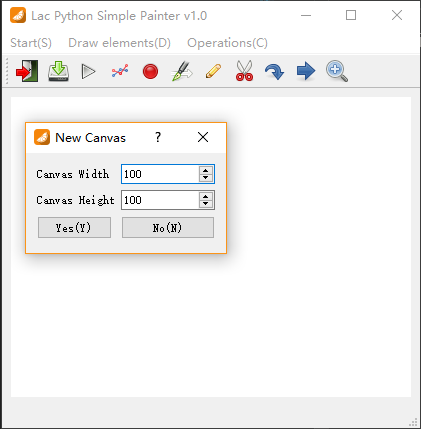 Lac Python Simple Painter v1.0
Start(S) Draw elements(D) Operations(C)
New Canvas ?
Canvas Width 100
Canvas Height 100
Yes(Y) No(N)